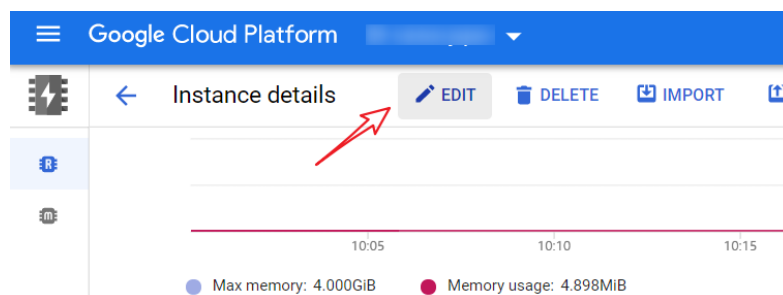 Google Cloud Platform
Instance details EDIT DELETE IMPORT
R
m
10:05 10:10 10:15
Max memory: 4.000GiB Memory usage: 4.898MiB